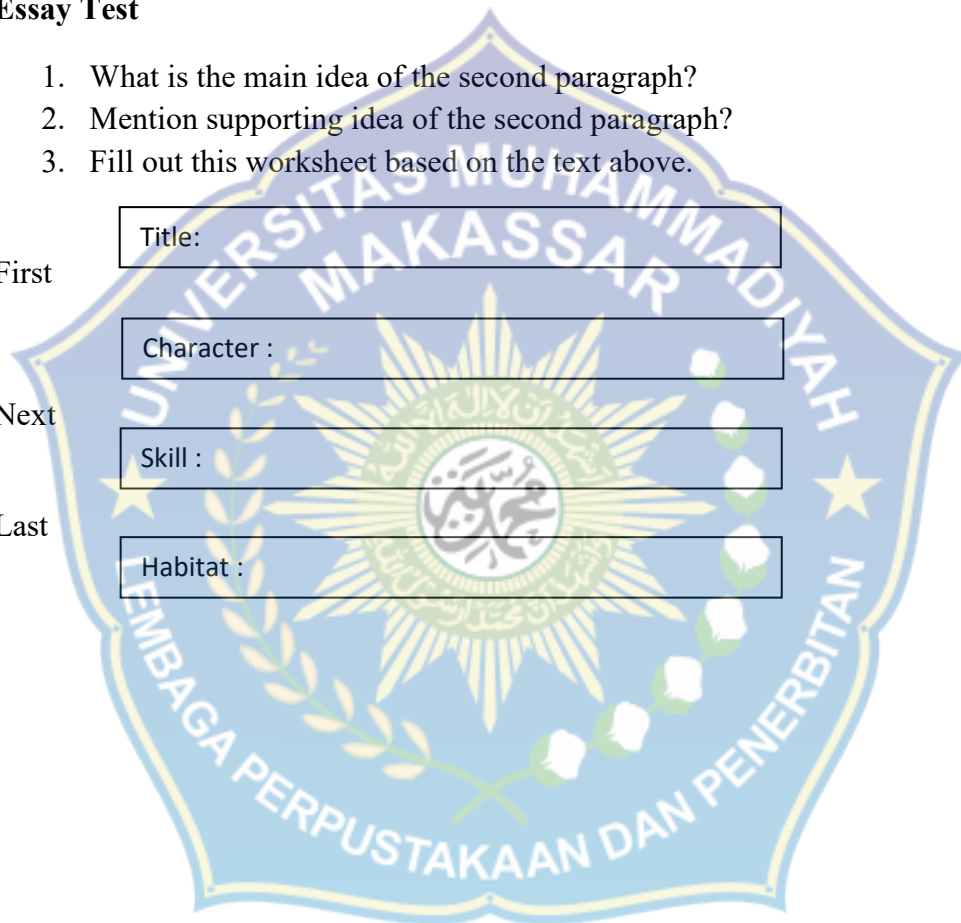 Essay Test
1. What is the main idea of the second paragraph?
2. Mention supporting idea of the second paragraph?
3. Fill out this worksheet based on the text above.
Title:
First
Character :
Next
Skill :
Last
Habitat :
UNIVERSITAS MUHAMMADIYAH
MAKASSAR
محمد
LEMBAGA PERPUSTAKAAN DAN PENERBITAN